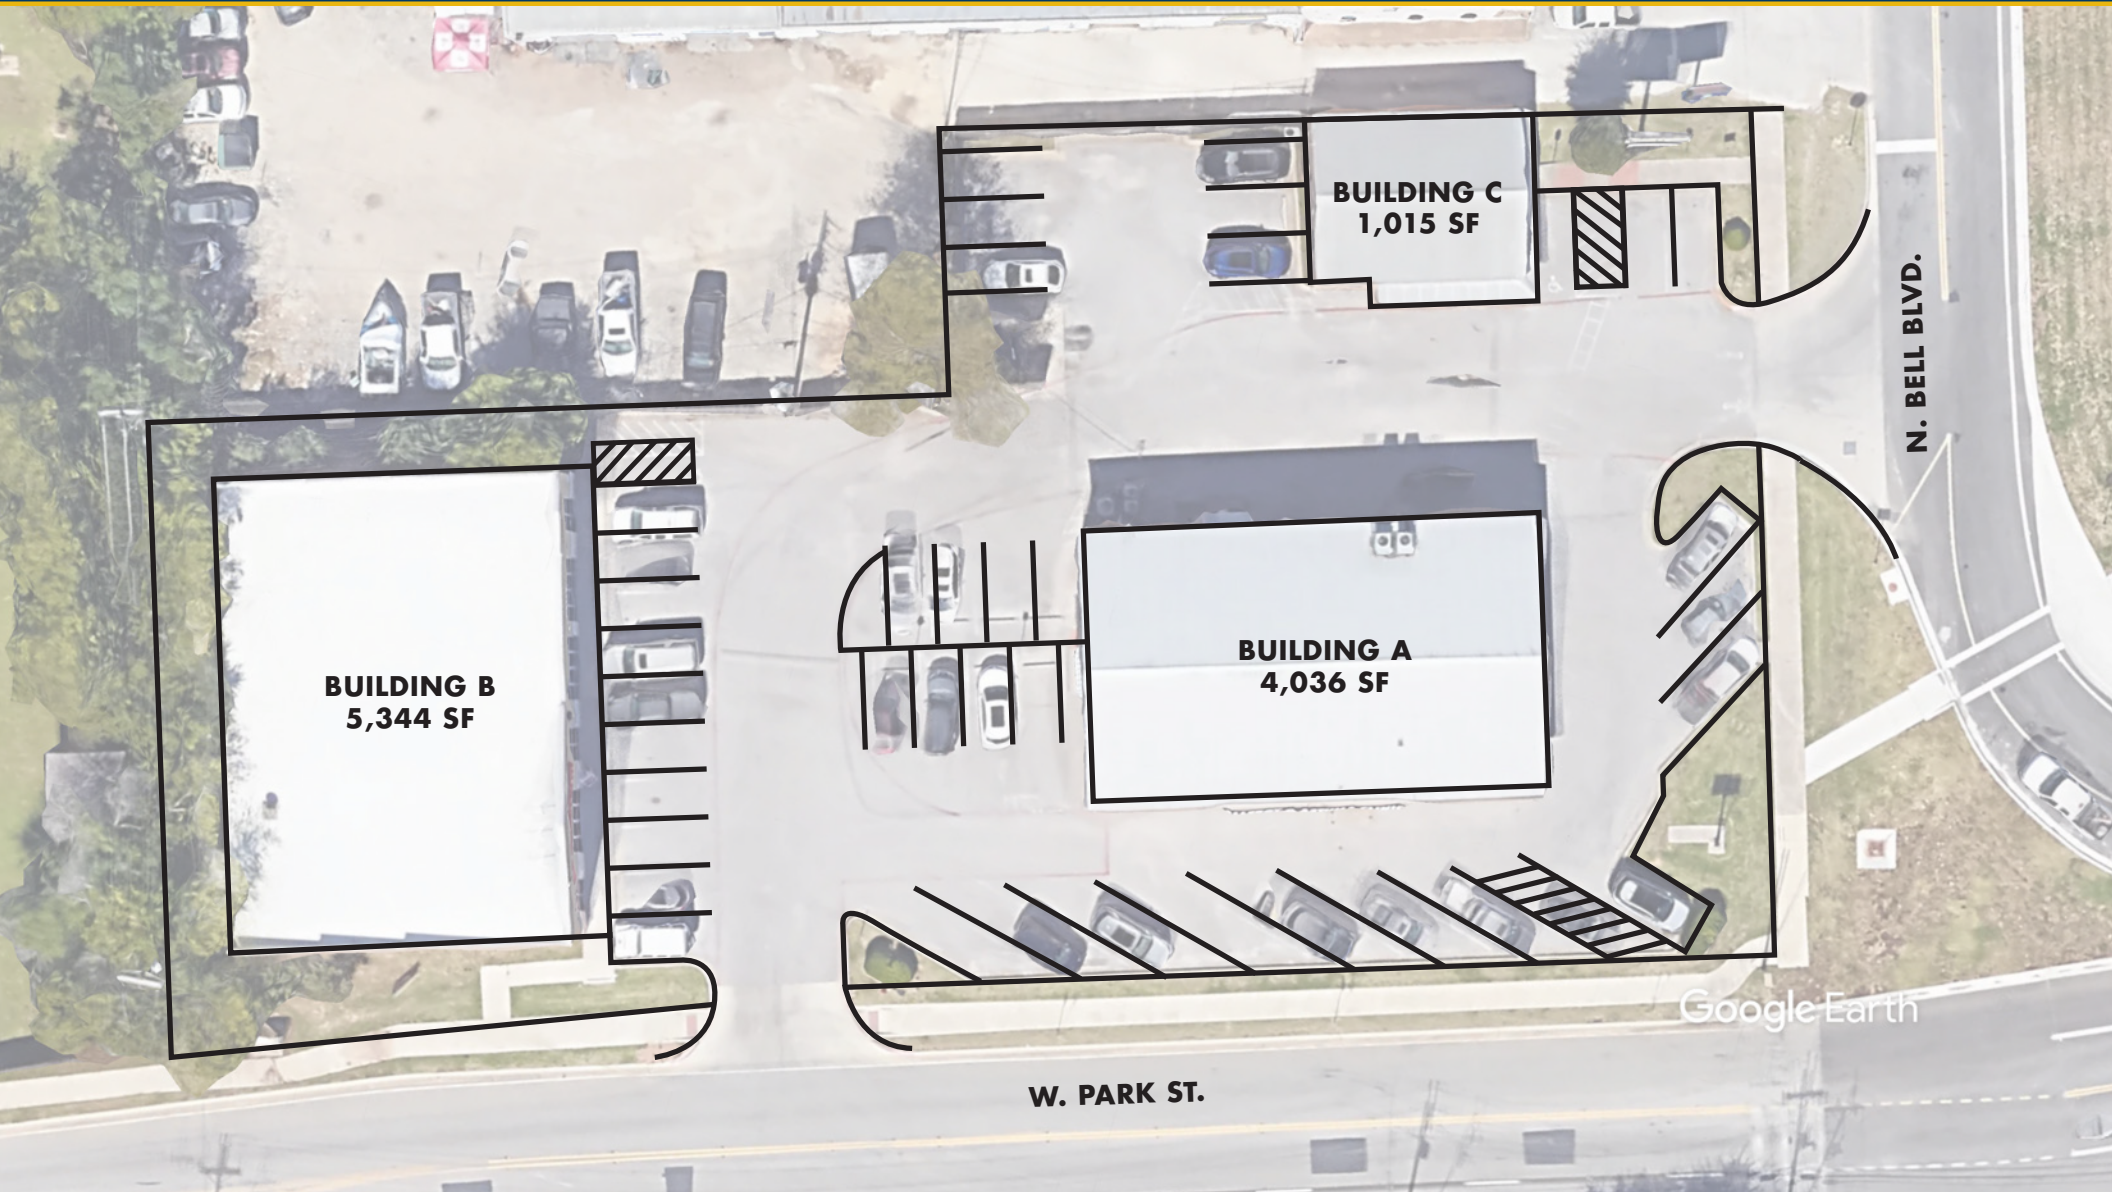 BUILDING C
1,015 SF
N. BELL BLVD.
BUILDING A
4,036 SF
BUILDING B
5,344 SF
Google Earth
W. PARK ST.